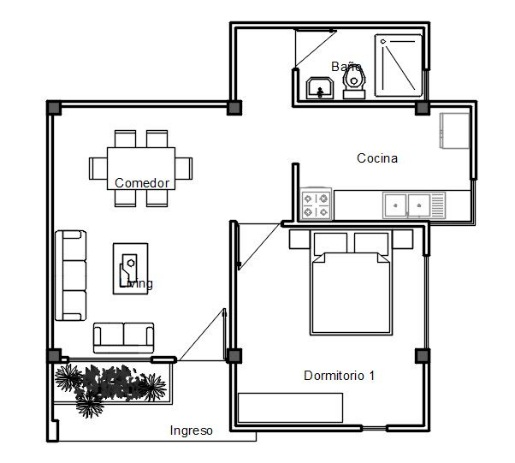 Baño
Cocina
Comedor
living
Dormitorio 1
Ingreso